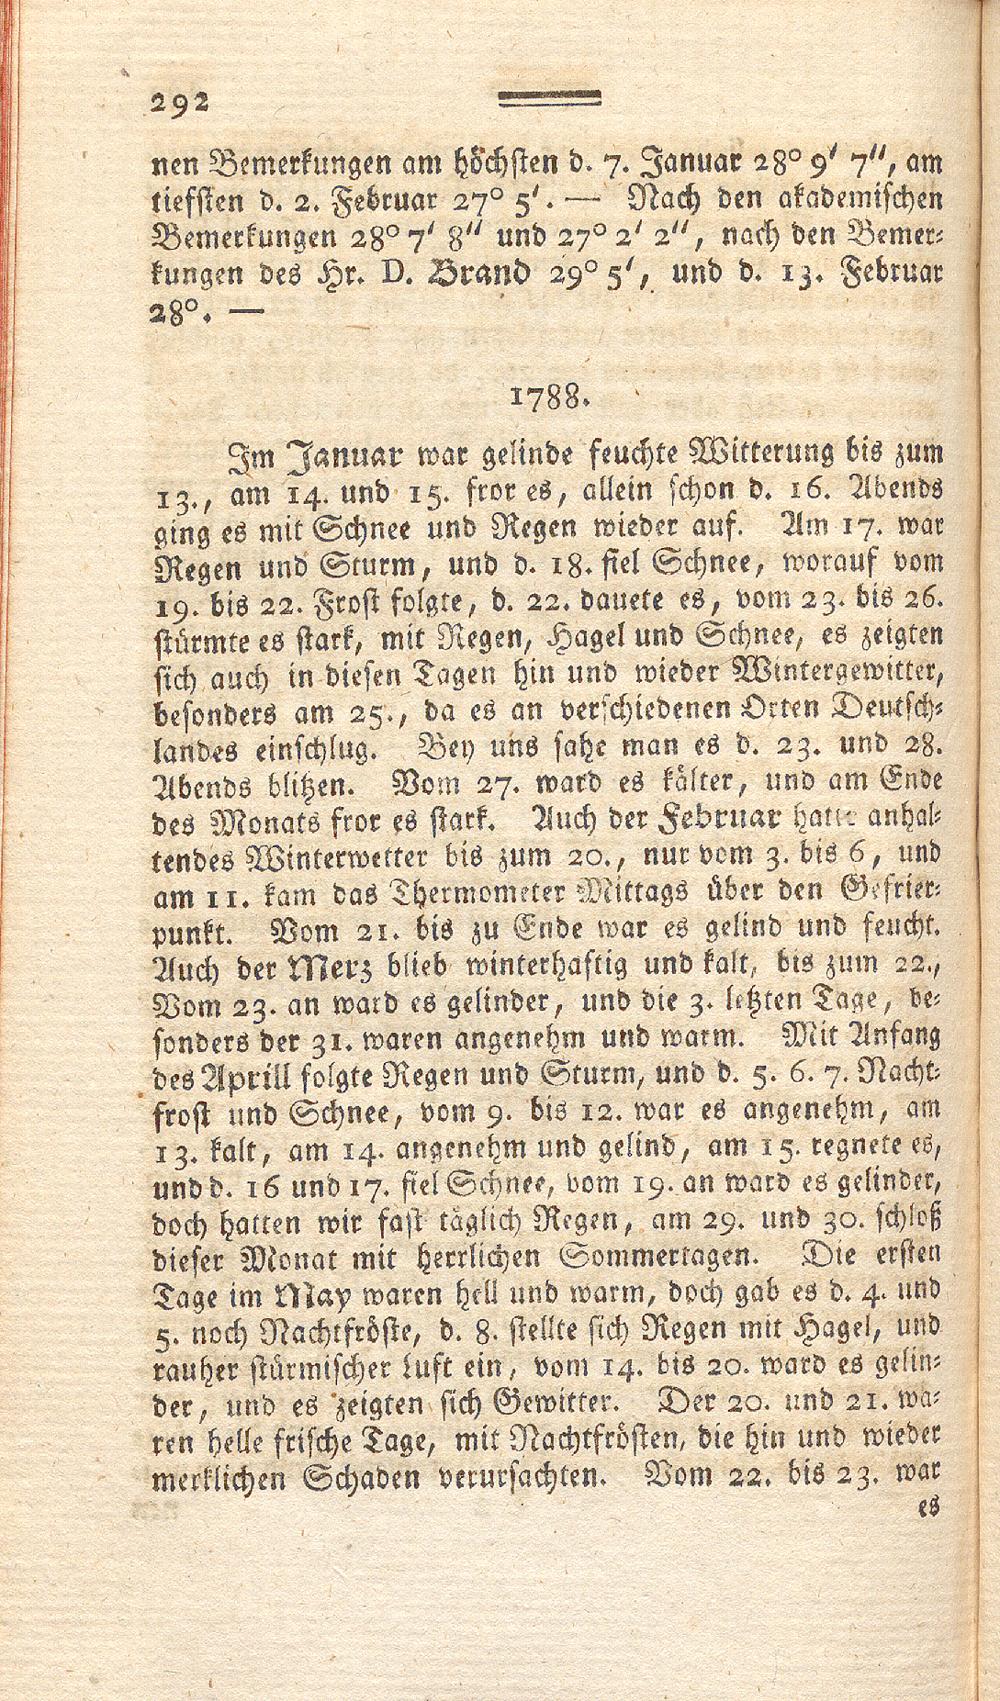 292
nen Bemerkungen am höchsten d. 7. Januar 28° 9′ 7″, am
tiefsten d. 2. Februar 27° 5′. — Nach den akademischen
Bemerkungen 28° 7′ 8″ und 27° 2′ 2″, nach den Bemer-
kungen des Hr. D. Brand 29° 5′, und d. 13. Februar
28°. —
1788.
Im Januar war gelinde feuchte Witterung bis zum
13., am 14. und 15. fror es, allein schon d. 16. Abends
ging es mit Schnee und Regen wieder auf. Am 17. war
Regen und Sturm, und d. 18. fiel Schnee, worauf vom
19. bis 22. Frost folgte, d. 22. dauete es, vom 23. bis 26.
stürmte es stark, mit Regen, Hagel und Schnee, es zeigten
sich auch in diesen Tagen hin und wieder Wintergewitter,
besonders am 25., da es an verschiedenen Orten Deutsch-
landes einschlug. Bey uns sahe man es d. 23. und 28.
Abends blitzen. Vom 27. ward es kälter, und am Ende
des Monats fror es stark. Auch der Februar hatte anhal-
tendes Winterwetter bis zum 20., nur vom 3. bis 6, und
am 11. kam das Thermometer Mittags über den Gefrier-
punkt. Vom 21. bis zu Ende war es gelind und feucht.
Auch der Merz blieb winterhaftig und kalt, bis zum 22.,
Vom 23. an ward es gelinder, und die 3. letzten Tage, be-
sonders der 31. waren angenehm und warm. Mit Anfang
des Aprill folgte Regen und Sturm, und d. 5. 6. 7. Nacht-
frost und Schnee, vom 9. bis 12. war es angenehm, am
13. kalt, am 14. angenehm und gelind, am 15. regnete es,
und d. 16 und 17. fiel Schnee, vom 19. an ward es gelinder,
doch hatten wir fast täglich Regen, am 29. und 30. schloß
dieser Monat mit herrlichen Sommertagen. Die ersten
Tage im May waren hell und warm, doch gab es d. 4. und
5. noch Nachtfröste, d. 8. stellte sich Regen mit Hagel, und
rauher stürmischer Luft ein, vom 14. bis 20. ward es gelin-
der, und es zeigten sich Gewitter. Der 20. und 21. wa-
ren helle frische Tage, mit Nachtfrösten, die hin und wieder
merklichen Schaden verursachten. Vom 22. bis 23. war
es